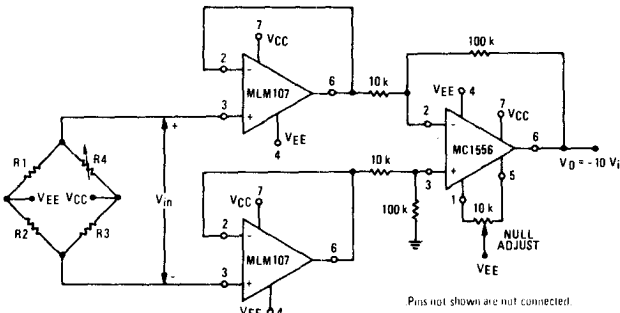 7
VCC
100 k
2
-
6
10 k
MLM107
VEE 4
7
3
+
2
-
VCC
VEE
4
6
MC1556
R1
R4
+
10 k
3
+
5
VO = -10 Vi
VEE
VCC
Vin
7
1
10 k
VCC
100 k
NULL
ADJUST
R2
R3
2
-
6
MLM107
VEE
-
3
+
VEE 4
Pins not shown are not connected.